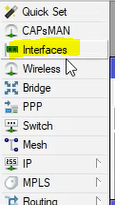 Quick Set
CAPsMAN
Interfaces
Wireless
Bridge
PPP
Switch
Mesh
IP
MPLS
Routing